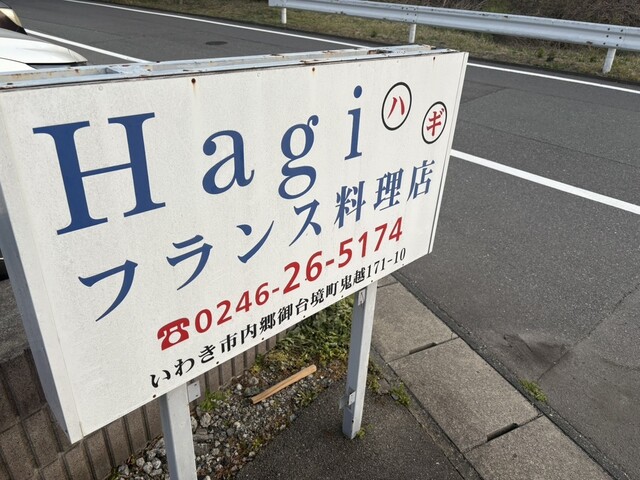 Hagi ハギ
フランス料理店
☎0246-26-5174
いわき市内郷御台境町鬼越171-10